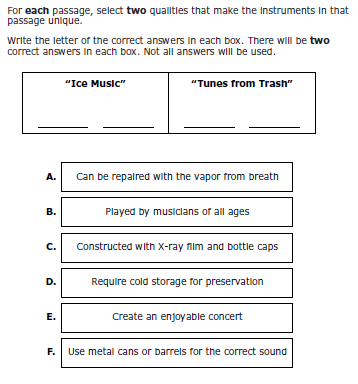 For each passage, select two qualities that make the instruments in that
passage unique.
Write the letter of the correct answers in each box. There will be two
correct answers in each box. Not all answers will be used.
"Ice Music" "Tunes from Trash"
A. Can be repaired with the vapor from breath
B. Played by musicians of all ages
C. Constructed with X-ray film and bottle caps
D. Require cold storage for preservation
E. Create an enjoyable concert
F. Use metal cans or barrels for the correct sound